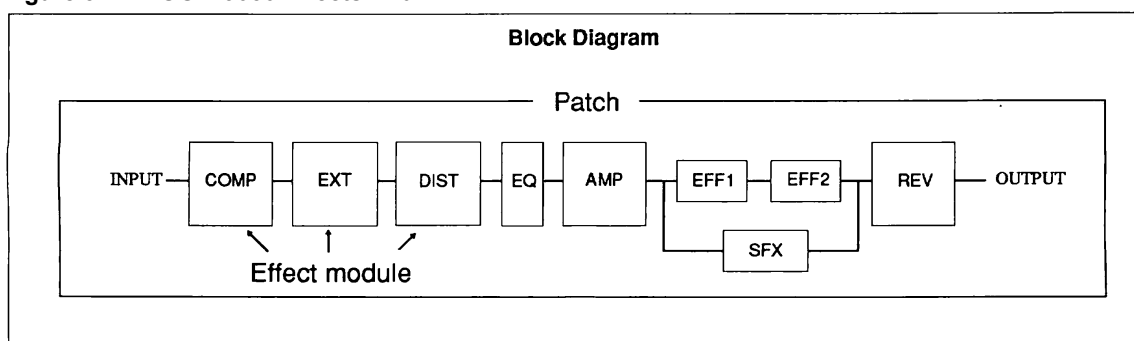 Block Diagram
Patch
INPUT COMP EXT DIST EQ AMP EFF1 EFF2 REV OUTPUT
SFX
Effect module